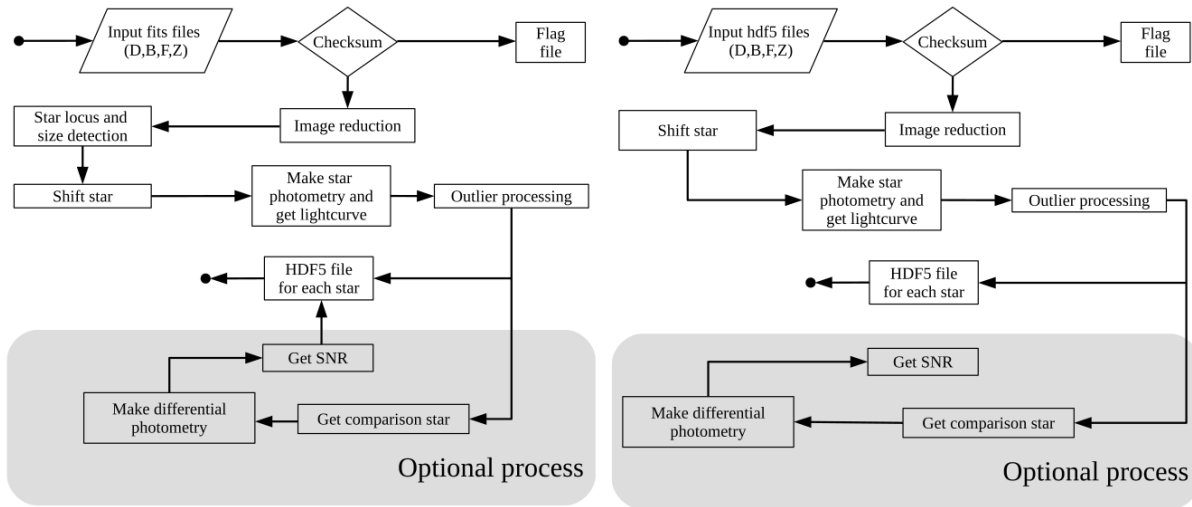 Input fits files
(D,B,F,Z)
Checksum
Flag
file
Star locus and
size detection
Image reduction
Shift star
Make star
photometry and
get lightcurve
Outlier processing
HDF5 file
for each star
Get SNR
Make differential
photometry
Get comparison star
Optional process
Input hdf5 files
(D,B,F,Z)
Checksum
Flag
file
Shift star
Image reduction
Make star
photometry and
get lightcurve
Outlier processing
HDF5 file
for each star
Get SNR
Make differential
photometry
Get comparison star
Optional process